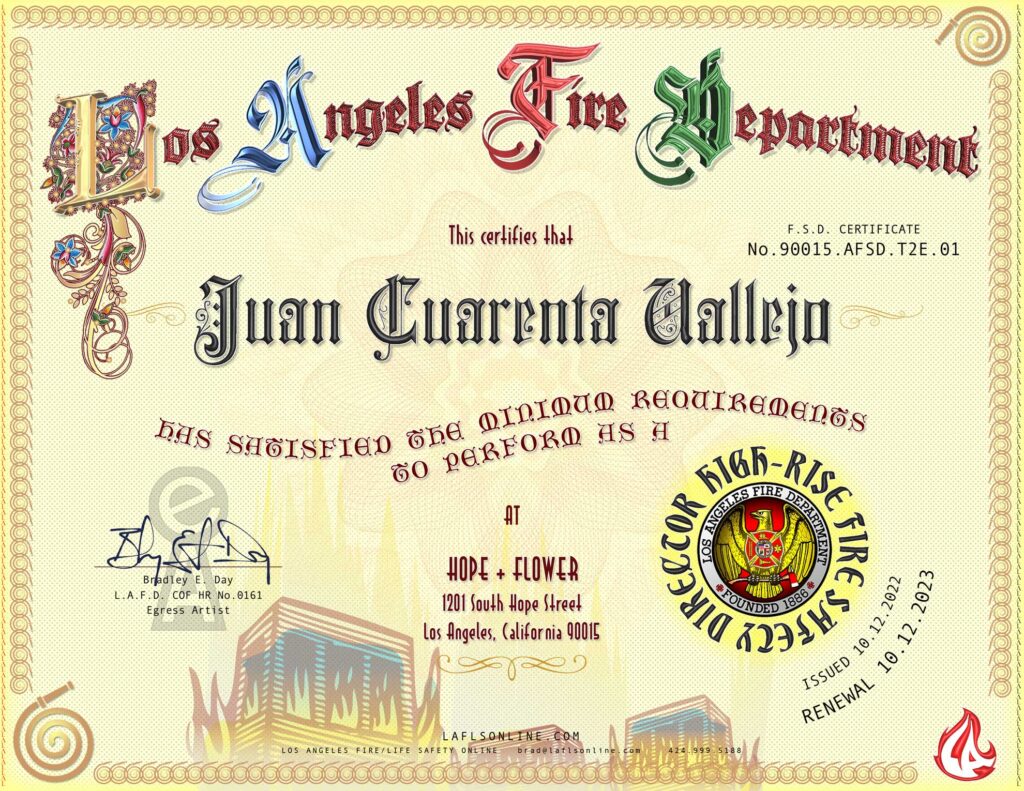 Los Angeles Fire Department
This certifies that
F.S.D. CERTIFICATE
No.90015.AFSD.T2E.01
Juan Cuarenta Vallejo
HAS SATISFIED THE MINIMUM REQUIREMENTS
TO PERFORM AS A
HIGH-RISE FIRE SAFETY DIRECTOR
LOS ANGELES FIRE DEPARTMENT
FOUNDED 1886
AT
HOPE + FLOWER
1201 South Hope Street
Los Angeles, California 90015
Bradley E. Day
L.A.F.D. COF HR No.0161
Egress Artist
ISSUED 10.12.2022
RENEWAL 10.12.2023
LAFLSONLINE.COM
LOS ANGELES FIRE/LIFE SAFETY ONLINE brad@laflsonline.com 424.999.5188